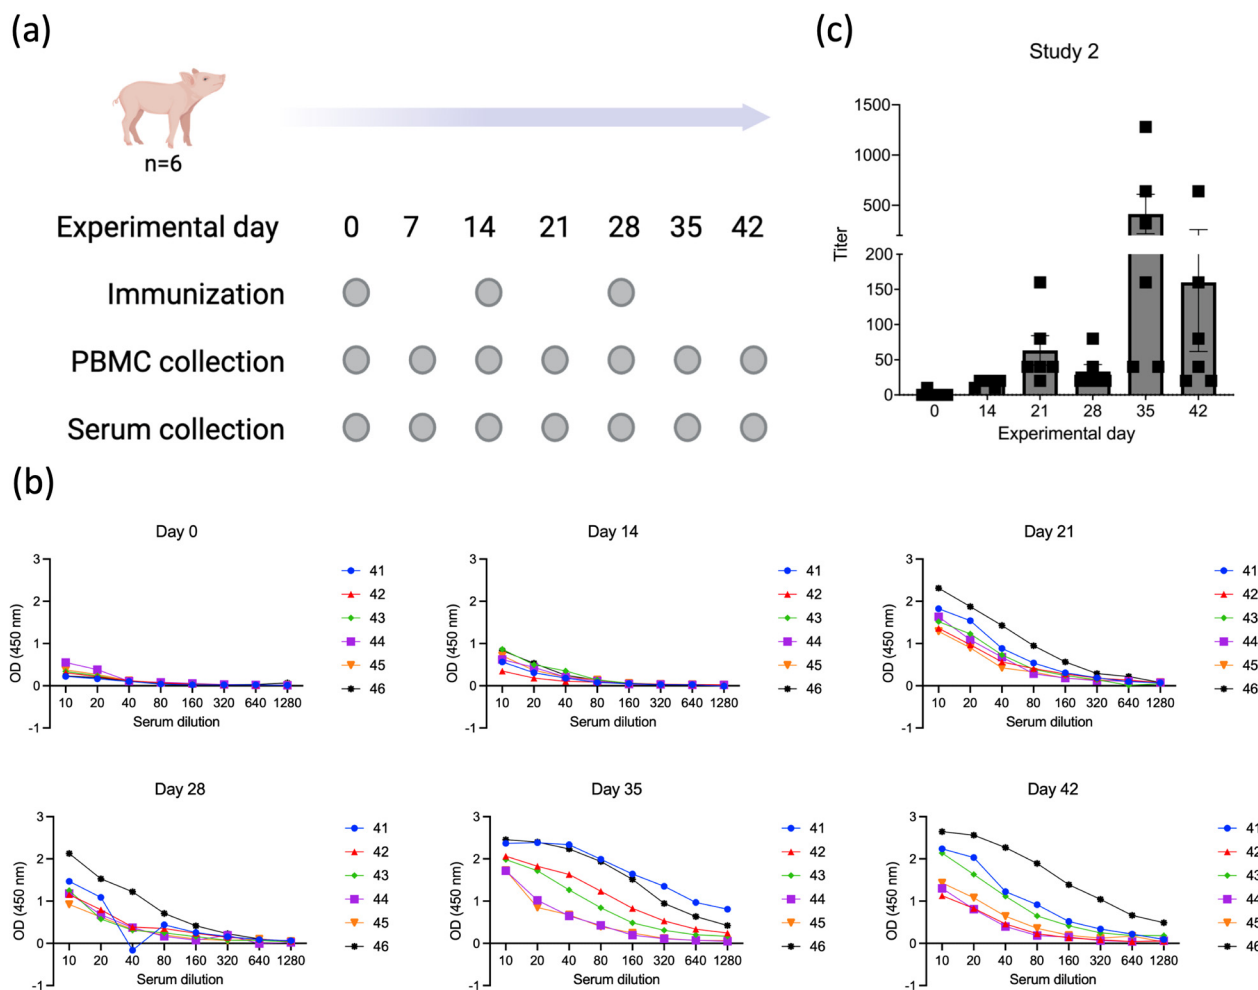 (a)
n=6
Experimental day 0 7 14 21 28 35 42
Immunization
PBMC collection
Serum collection
(c)
Study 2
Titer
1500
1000
500
200
150
100
50
0
0 14 21 28 35 42
Experimental day
(b)
Day 0
OD (450 nm)
3
2
1
0
-1
10 20 40 80 160 320 640 1280
Serum dilution
41
42
43
44
45
46
Day 14
OD (450 nm)
3
2
1
0
-1
10 20 40 80 160 320 640 1280
Serum dilution
41
42
43
44
45
46
Day 21
OD (450 nm)
3
2
1
0
-1
10 20 40 80 160 320 640 1280
Serum dilution
41
42
43
44
45
46
Day 28
OD (450 nm)
3
2
1
0
-1
10 20 40 80 160 320 640 1280
Serum dilution
41
42
43
44
45
46
Day 35
OD (450 nm)
3
2
1
0
-1
10 20 40 80 160 320 640 1280
Serum dilution
41
42
43
44
45
46
Day 42
OD (450 nm)
3
2
1
0
-1
10 20 40 80 160 320 640 1280
Serum dilution
41
42
43
44
45
46